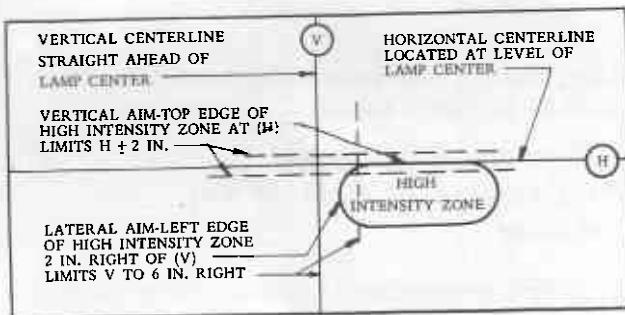 VERTICAL CENTERLINE
STRAIGHT AHEAD OF
LAMP CENTER
V
HORIZONTAL CENTERLINE
LOCATED AT LEVEL OF
LAMP CENTER
VERTICAL AIM-TOP EDGE OF
HIGH INTENSITY ZONE AT (H)
LIMITS H ± 2 IN.
H
HIGH
INTENSITY ZONE
LATERAL AIM-LEFT EDGE
OF HIGH INTENSITY ZONE
2 IN. RIGHT OF (V)
LIMITS V TO 6 IN. RIGHT